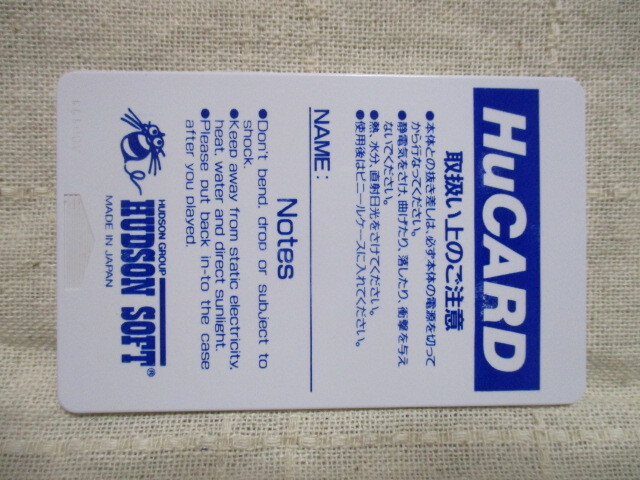 HuCARD
取扱い上のご注意
●本体との抜き差しは、必ず本体の電源を切って
から行なってください。
●静電気をさけ、曲げたり、落したり、衝撃を与え
ないでください。
●熱、水分、直射日光をさけてください。
●使用後はビニールケースに入れてください。
NAME:
Notes
●Don't bend, drop or subject to
shock.
●Keep away from static electricity,
heat, water and direct sunlight.
●Please put back in-to the case
after you played.
HUDSON GROUP
HUDSON SOFT®
MADE IN JAPAN